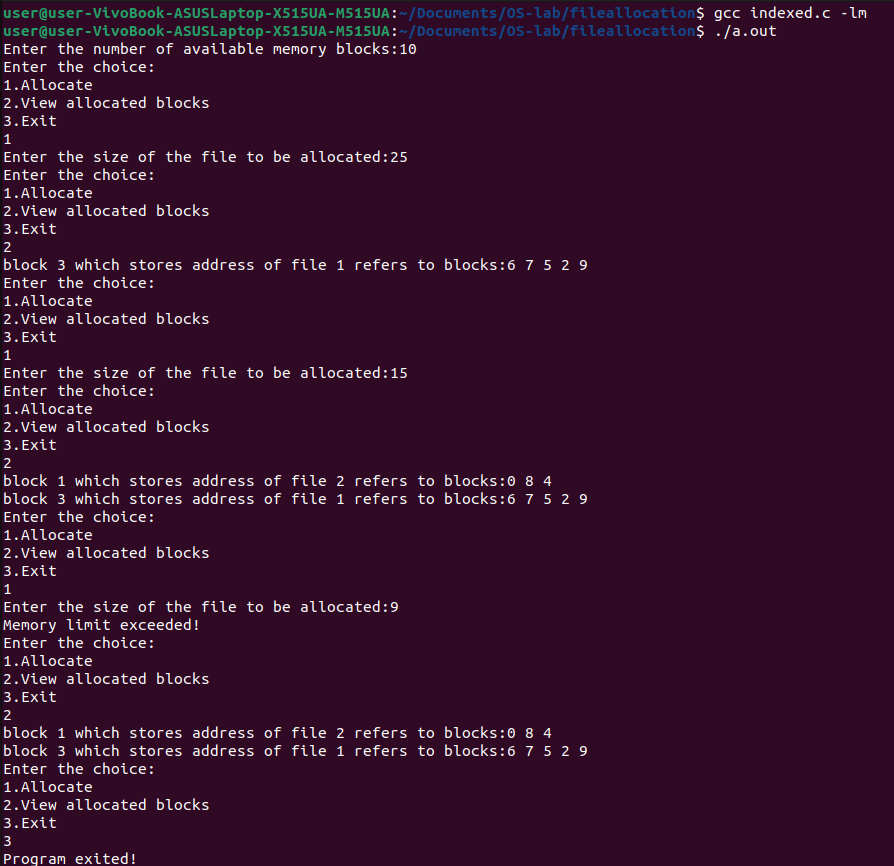 user@user-VivoBook-ASUSLaptop-X515UA-M515UA:~/Documents/OS-lab/fileallocation$ gcc indexed.c -lm
user@user-VivoBook-ASUSLaptop-X515UA-M515UA:~/Documents/OS-lab/fileallocation$ ./a.out
Enter the number of available memory blocks:10
Enter the choice:
1.Allocate
2.View allocated blocks
3.Exit
1
Enter the size of the file to be allocated:25
Enter the choice:
1.Allocate
2.View allocated blocks
3.Exit
2
block 3 which stores address of file 1 refers to blocks:6 7 5 2 9
Enter the choice:
1.Allocate
2.View allocated blocks
3.Exit
1
Enter the size of the file to be allocated:15
Enter the choice:
1.Allocate
2.View allocated blocks
3.Exit
2
block 1 which stores address of file 2 refers to blocks:0 8 4
block 3 which stores address of file 1 refers to blocks:6 7 5 2 9
Enter the choice:
1.Allocate
2.View allocated blocks
3.Exit
1
Enter the size of the file to be allocated:9
Memory limit exceeded!
Enter the choice:
1.Allocate
2.View allocated blocks
3.Exit
2
block 1 which stores address of file 2 refers to blocks:0 8 4
block 3 which stores address of file 1 refers to blocks:6 7 5 2 9
Enter the choice:
1.Allocate
2.View allocated blocks
3.Exit
3
Program exited!